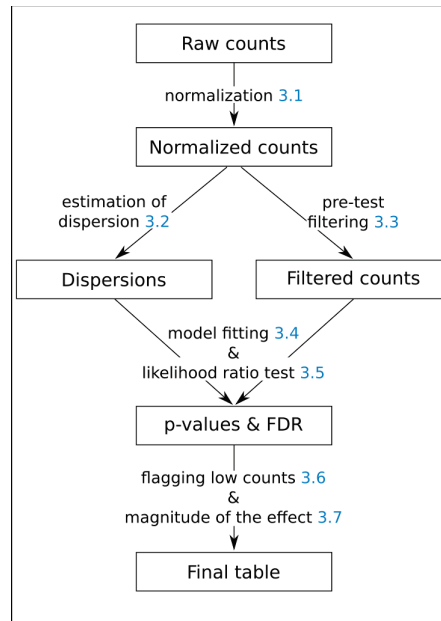 Raw counts
normalization 3.1
Normalized counts
estimation of
dispersion 3.2
pre-test
filtering 3.3
Dispersions
Filtered counts
model fitting 3.4
&
likelihood ratio test 3.5
p-values & FDR
flagging low counts 3.6
&
magnitude of the effect 3.7
Final table